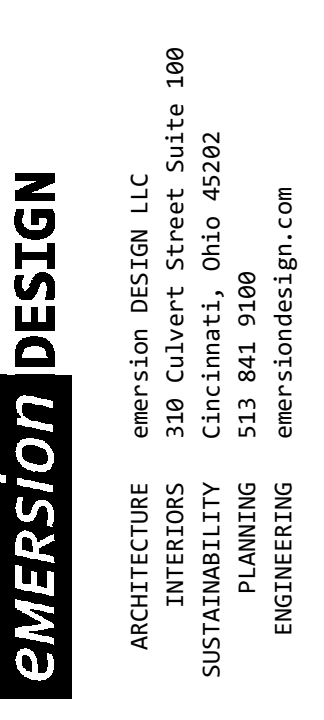 eMERSION DESIGN
ARCHITECTURE emersion DESIGN LLC
INTERIORS 310 Culvert Street Suite 100
SUSTAINABILITY Cincinnati, Ohio 45202
PLANNING 513 841 9100
ENGINEERING emersiondesign.com